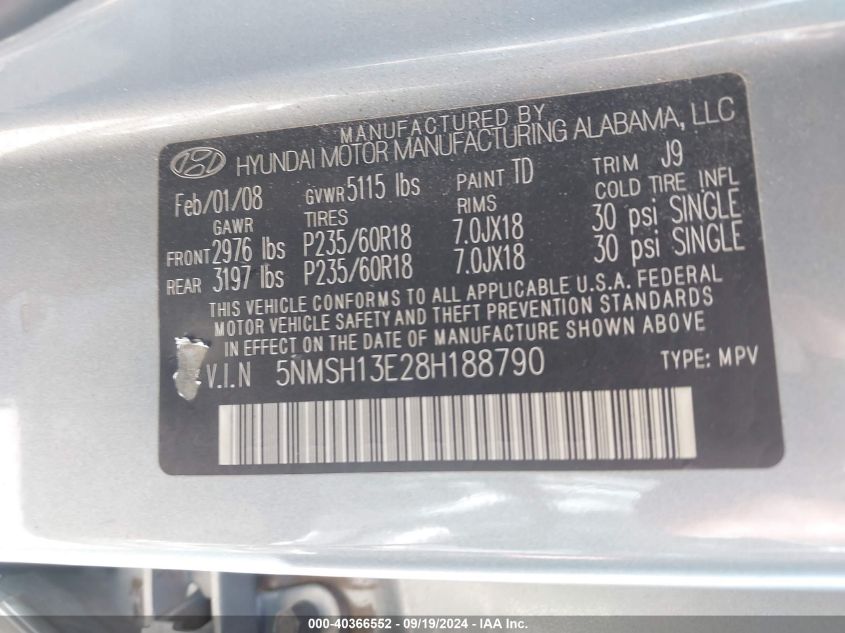 MANUFACTURED BY
HYUNDAI MOTOR MANUFACTURING ALABAMA, LLC
Feb/01/08 GVWR 5115 lbs PAINT TD TRIM J9
GAWR TIRES RIMS COLD TIRE INFL
FRONT 2976 lbs P235/60R18 7.0JX18 30 psi SINGLE
REAR 3197 lbs P235/60R18 7.0JX18 30 psi SINGLE
THIS VEHICLE CONFORMS TO ALL APPLICABLE U.S.A. FEDERAL
MOTOR VEHICLE SAFETY AND THEFT PREVENTION STANDARDS
IN EFFECT ON THE DATE OF MANUFACTURE SHOWN ABOVE
V.I.N 5NMSH13E28H188790 TYPE: MPV
000-40366552 - 09/19/2024 - IAAI.COM